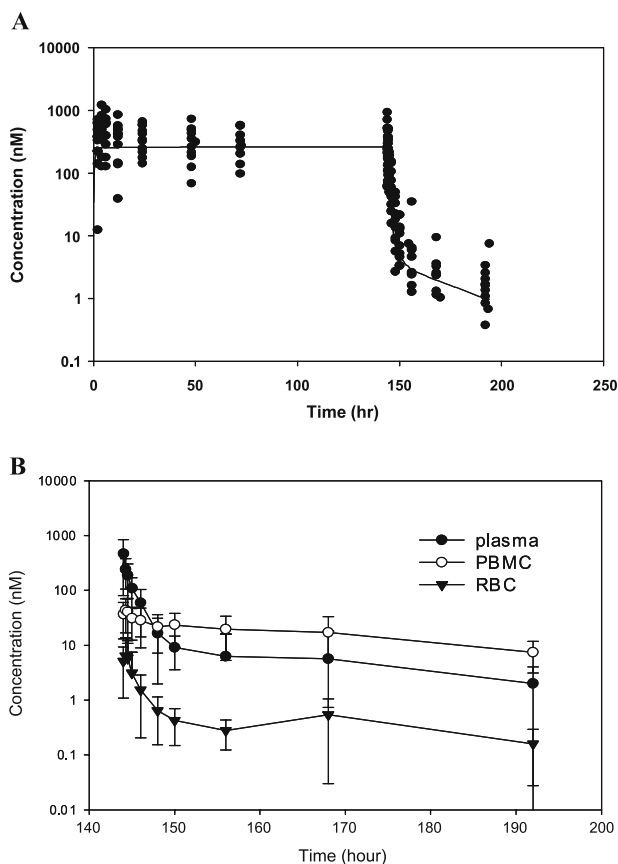 A
Concentration (nM)
10000
1000
100
10
1
0.1
0 50 100 150 200 250
Time (hr)
B
Concentration (nM)
10000
1000
100
10
1
0.1
0.01
plasma
PBMC
RBC
140 150 160 170 180 190 200
Time (hour)